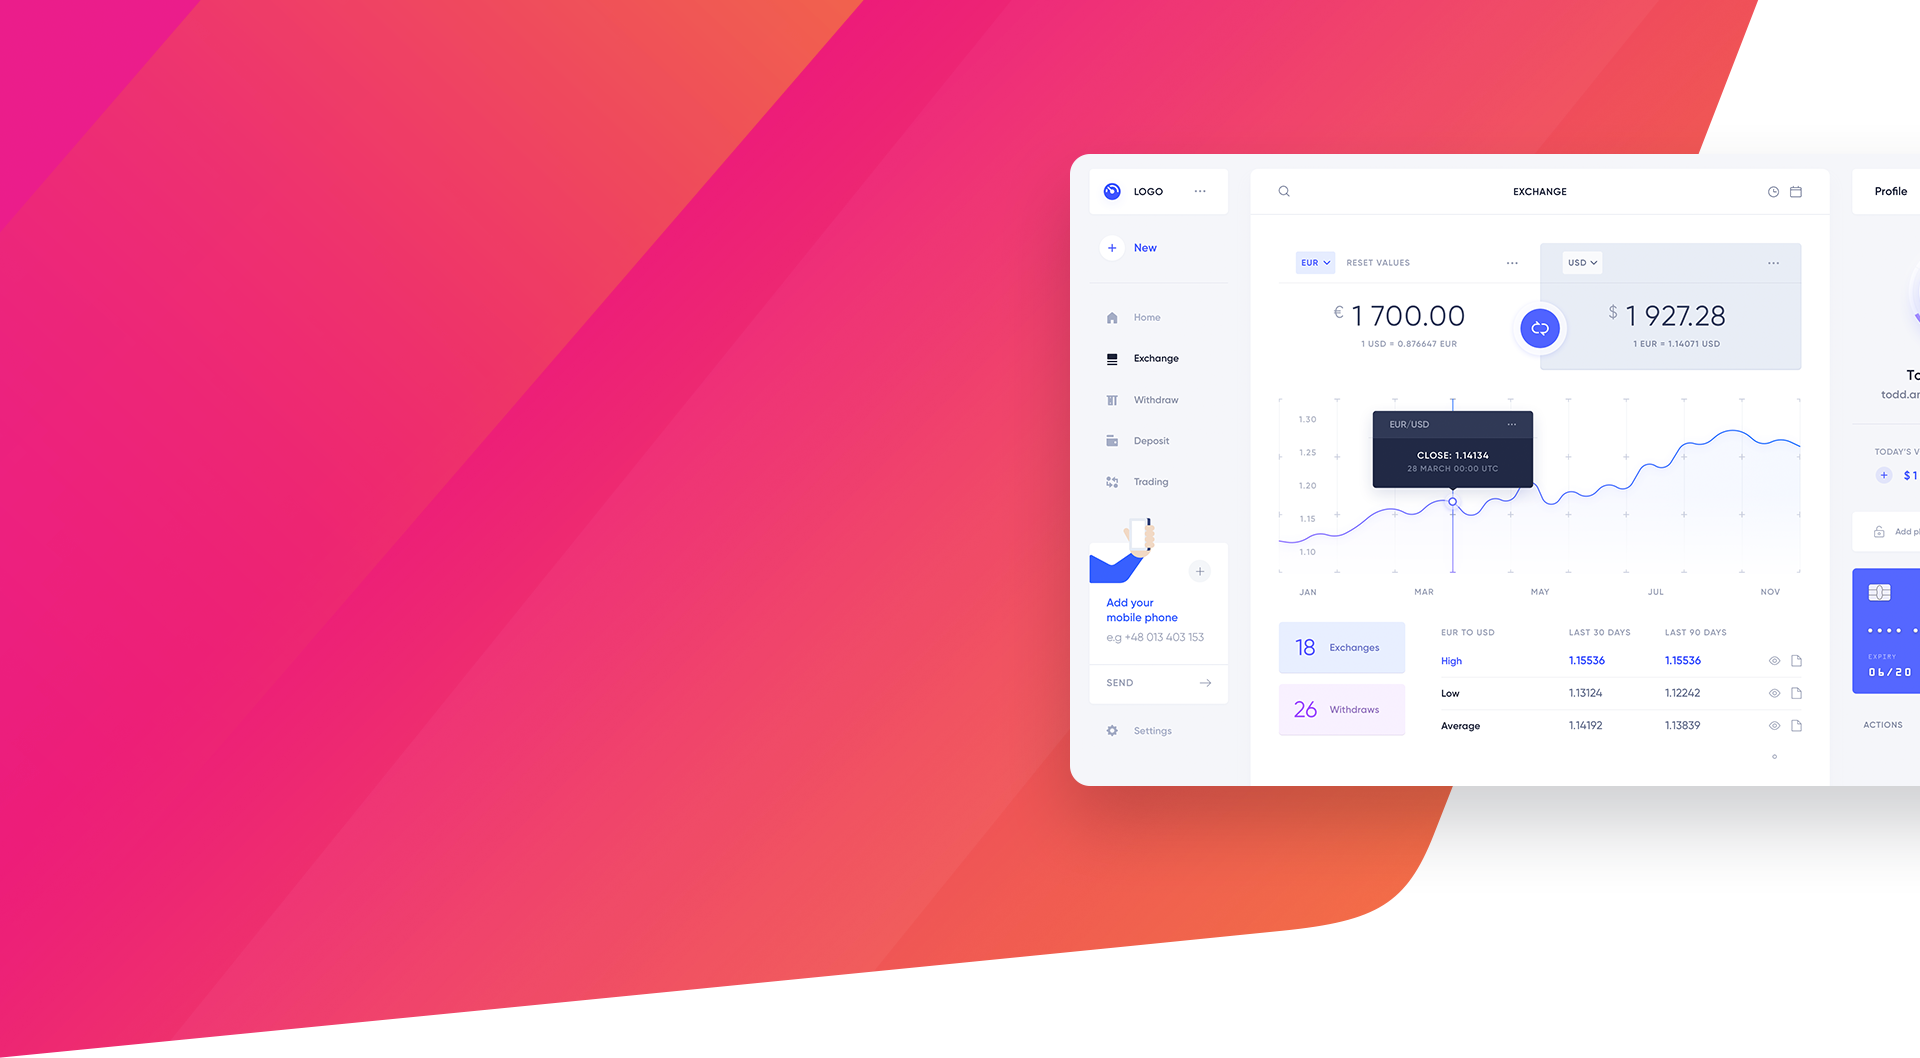 LOGO
New
Home
Exchange
Withdraw
Deposit
Trading
Add your
mobile phone
e.g +48 013 403 153
SEND
Settings
EXCHANGE
EUR
RESET VALUES
USD
€ 1 700.00
1 USD = 0.876647 EUR
$ 1 927.28
1 EUR = 1.14071 USD
1.30
1.25
1.20
1.15
1.10
EUR/USD
CLOSE: 1.14134
28 MARCH 00:00 UTC
JAN MAR MAY JUL NOV
18 Exchanges
26 Withdraws
EUR TO USD LAST 30 DAYS LAST 90 DAYS
High 1.15536 1.15536
Low 1.13124 1.12242
Average 1.14192 1.13839
Profile
To
todd.ar
TODAY'S V
$ 1
Add pl
EXPIRY
06/20
ACTIONS